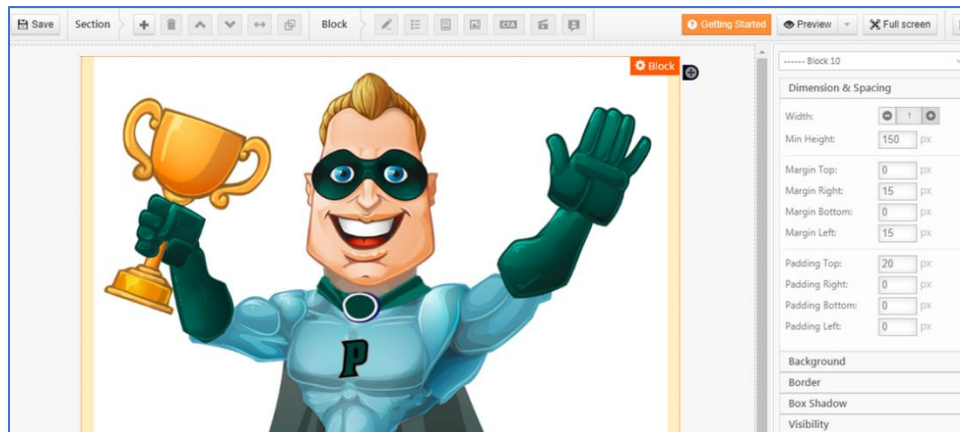 Save Section Block CTA Getting Started Preview Full screen
Block
------ Block 10
Dimension & Spacing
Width: 1
Min Height: 150 px
Margin Top: 0 px
Margin Right: 15 px
Margin Bottom: 0 px
Margin Left: 15 px
Padding Top: 20 px
Padding Right: 0 px
Padding Bottom: 0 px
Padding Left: 0 px
Background
Border
Box Shadow
Visibility
P